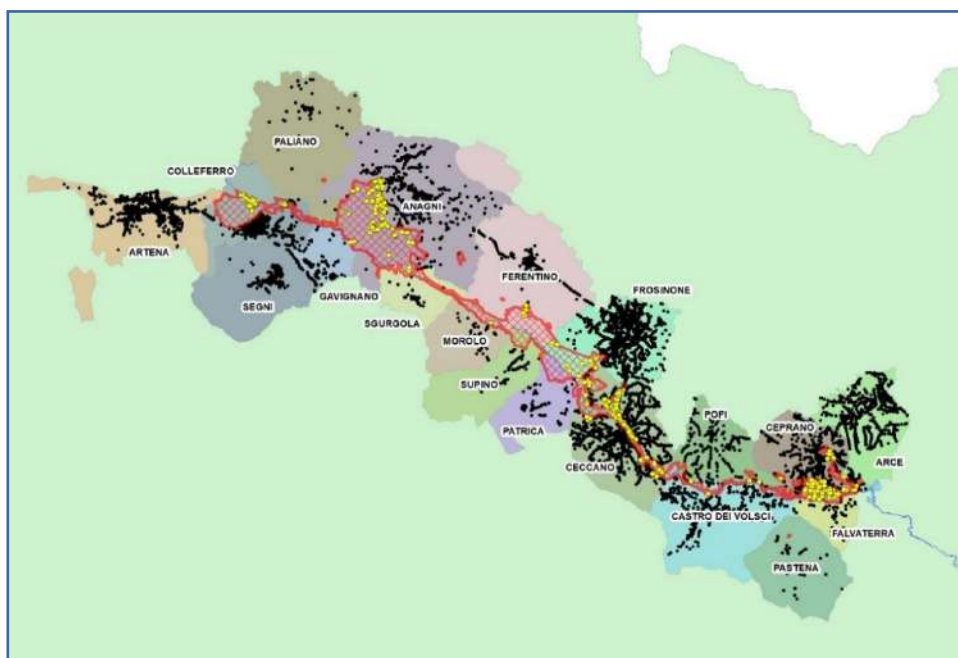 PALIANO
COLLEFERRO
ANAGNI
ARTENA
FERENTINO
SEGNI
GAVIGNANO
FROSINONE
SGURGOLA
MOROLO
SUPINO
POFI
CEPRANO
PATRICA
ARCE
CECCANO
CASTRO DEI VOLSCI
FALVATERRA
PASTENA